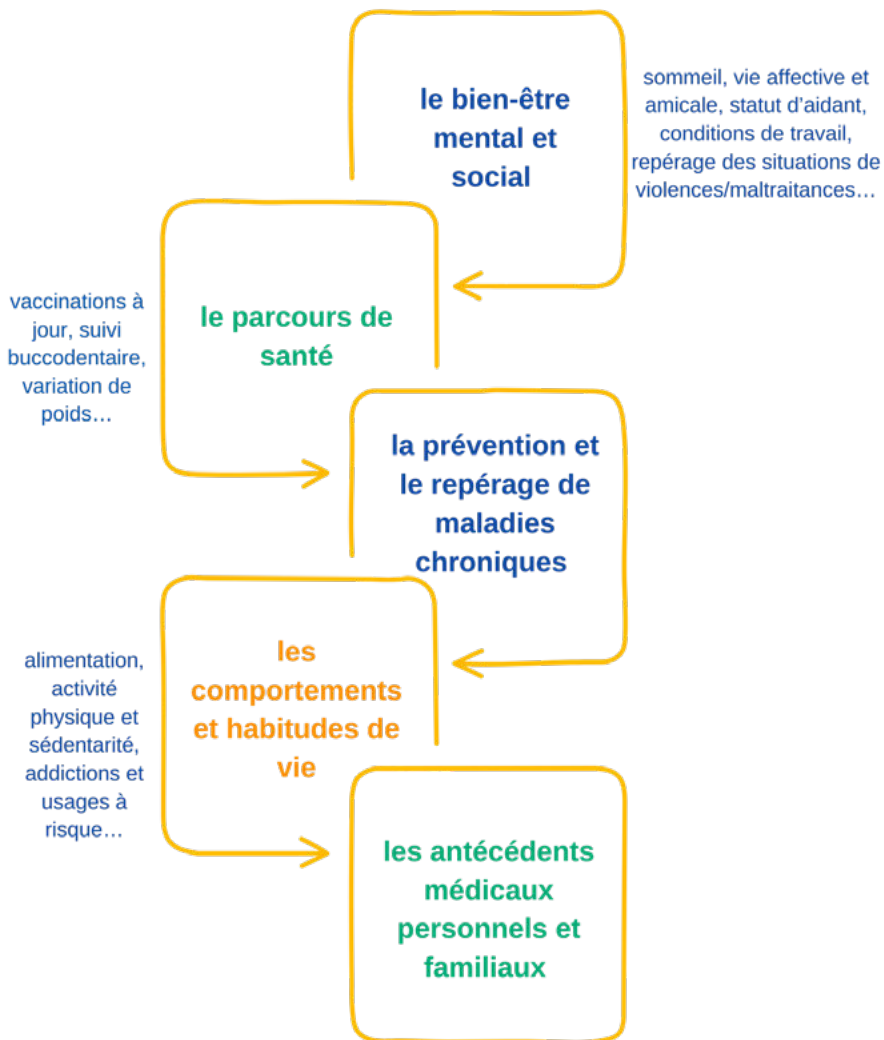 le bien-être
mental et
social
sommeil, vie affective et
amicale, statut d'aidant,
conditions de travail,
repérage des situations de
violences/maltraitances…
vaccinations à
jour, suivi
buccodentaire,
variation de
poids…
le parcours de
santé
la prévention et
le repérage de
maladies
chroniques
alimentation,
activité
physique et
sédentarité,
addictions et
usages à
risque…
les
comportements
et habitudes de
vie
les antécédents
médicaux
personnels et
familiaux